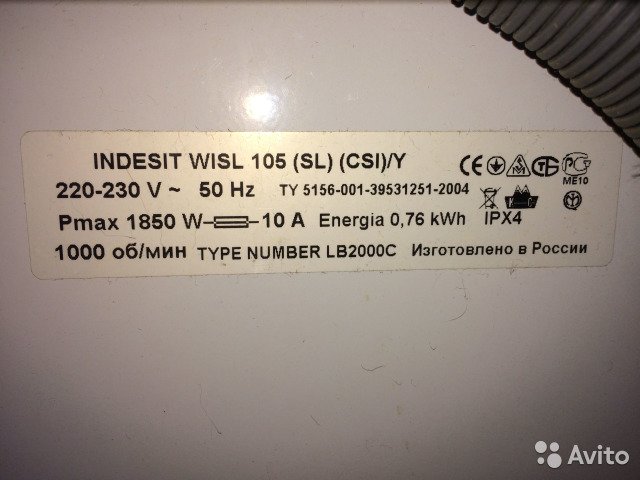 INDESIT WISL 105 (SL) (CSI)/Y
220-230 V ~ 50 Hz TY 5156-001-39531251-2004
Pmax 1850 W 10 A Energia 0,76 kWh IPX4
1000 об/мин TYPE NUMBER LB2000C Изготовлено в России
ME10
Avito